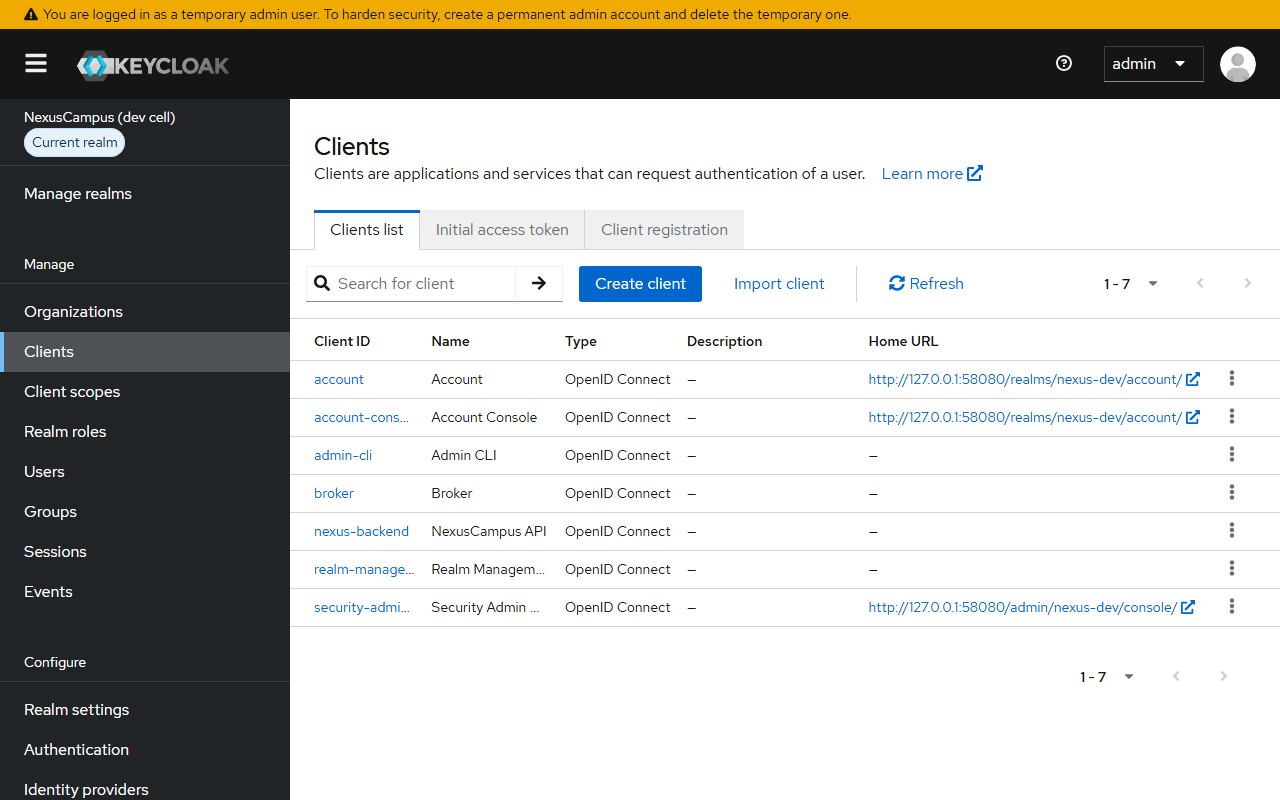 You are logged in as a temporary admin user. To harden security, create a permanent admin account and delete the temporary one.
KEYCLOAK
admin
NexusCampus (dev cell)
Current realm
Manage realms
Manage
Organizations
Clients
Client scopes
Realm roles
Users
Groups
Sessions
Events
Configure
Realm settings
Authentication
Identity providers
Clients
Clients are applications and services that can request authentication of a user. Learn more
Clients list Initial access token Client registration
Search for client Create client Import client Refresh 1 - 7
Client ID Name Type Description Home URL
account Account OpenID Connect – http://127.0.0.1:58080/realms/nexus-dev/account/
account-cons... Account Console OpenID Connect – http://127.0.0.1:58080/realms/nexus-dev/account/
admin-cli Admin CLI OpenID Connect – –
broker Broker OpenID Connect – –
nexus-backend NexusCampus API OpenID Connect – –
realm-manage... Realm Managem... OpenID Connect – –
security-admi... Security Admin ... OpenID Connect – http://127.0.0.1:58080/admin/nexus-dev/console/
1 - 7